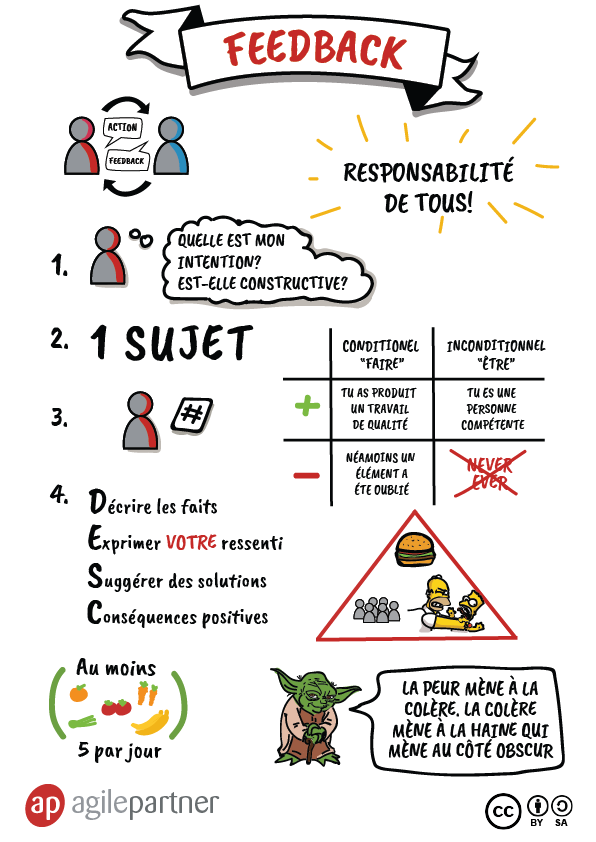 FEEDBACK
ACTION
FEEDBACK
RESPONSABILITÉ
DE TOUS!
1.
QUELLE EST MON
INTENTION?
EST-ELLE CONSTRUCTIVE?
2.
1 SUJET
CONDITIONEL
"FAIRE"
INCONDITIONNEL
"ÊTRE"
+
TU AS PRODUIT
UN TRAVAIL
DE QUALITÉ
TU ES UNE
PERSONNE
COMPÉTENTE
-
NÉAMOINS UN
ÉLÉMENT A
ÉTE OUBLIÉ
NEVER
EVER
3.
#
4.
Décrire les faits
Exprimer VOTRE ressenti
Suggérer des solutions
Conséquences positives
Au moins
5 par jour
LA PEUR MÈNE À LA
COLÈRE. LA COLÈRE
MÈNE À LA HAINE QUI
MÈNE AU CÔTÉ OBSCUR
ap agilepartner
cc
BY SA